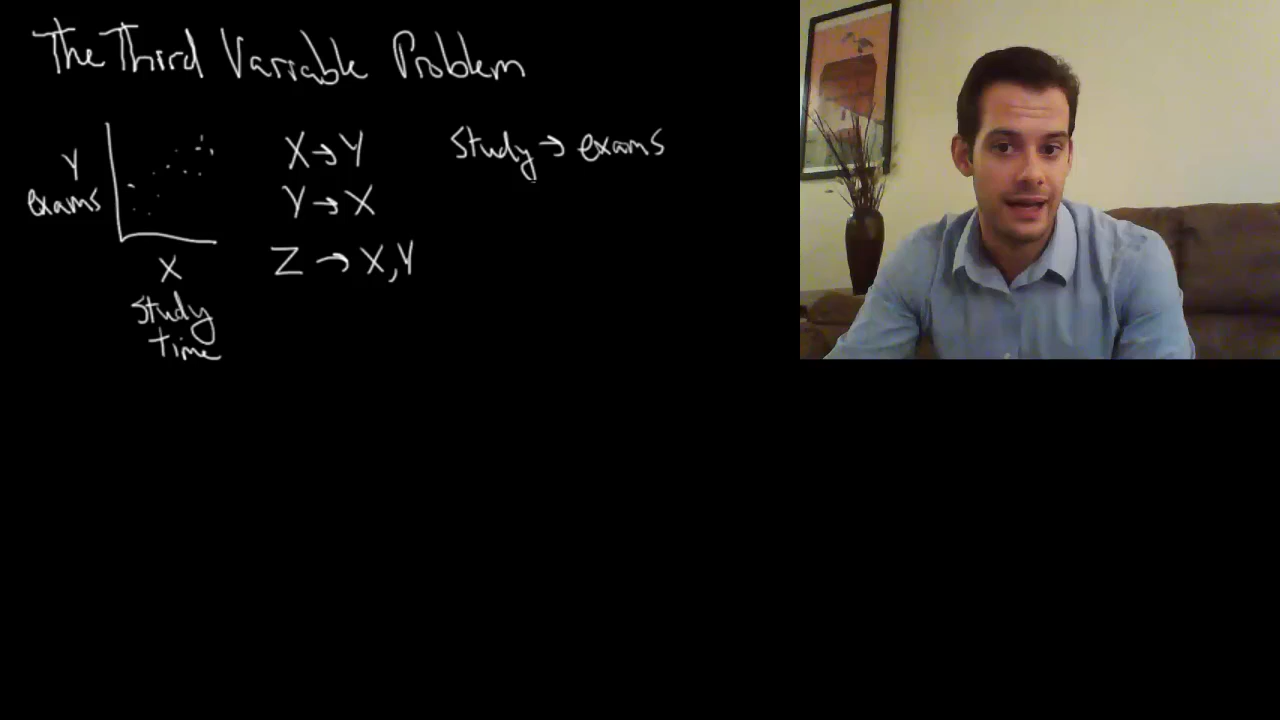 The Third Variable Problem
Y
exams
X
study
time
X → Y
Y → X
Z → X, Y
study → exams